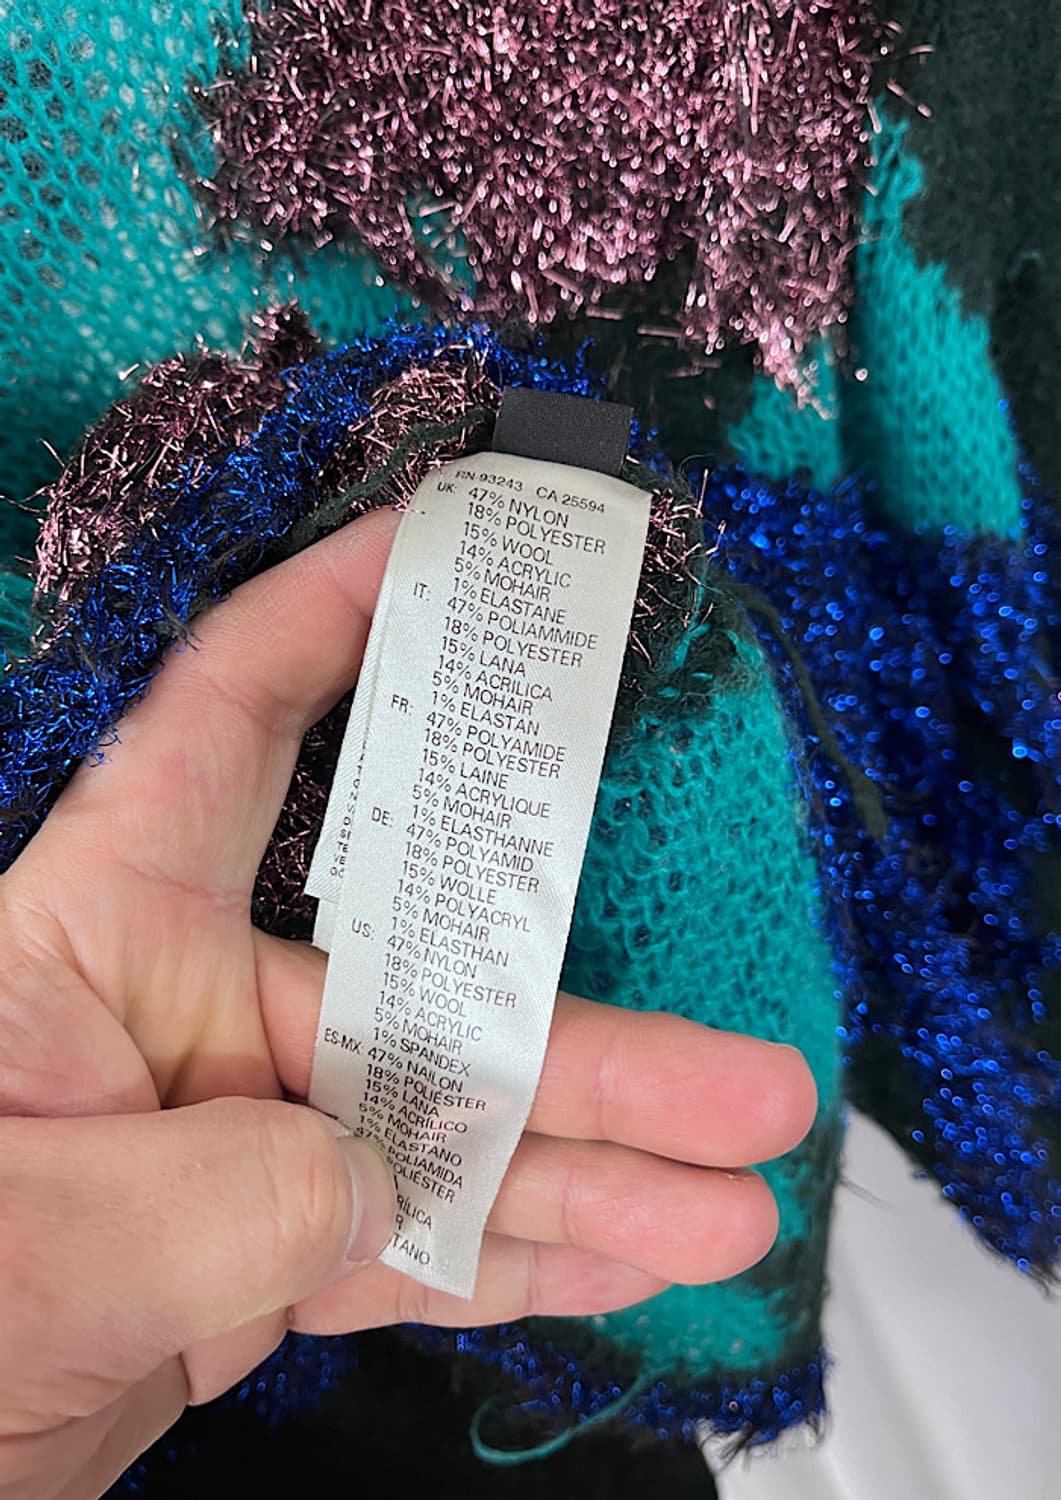 RN 93243 CA 25594
UK: 47% NYLON
18% POLYESTER
15% WOOL
14% ACRYLIC
5% MOHAIR
1% ELASTANE
IT: 47% POLIAMMIDE
18% POLYESTER
15% LANA
14% ACRILICA
5% MOHAIR
1% ELASTAN
FR: 47% POLYAMIDE
18% POLYESTER
15% LAINE
14% ACRYLIQUE
5% MOHAIR
1% ELASTHANNE
DE: 47% POLYAMID
18% POLYESTER
15% WOLLE
14% POLYACRYL
5% MOHAIR
1% ELASTHAN
US: 47% NYLON
18% POLYESTER
15% WOOL
14% ACRYLIC
5% MOHAIR
1% SPANDEX
ES-MX: 47% NAILON
18% POLIÉSTER
15% LANA
14% ACRÍLICO
5% MOHAIR
1% ELASTANO
47% POLIAMIDA